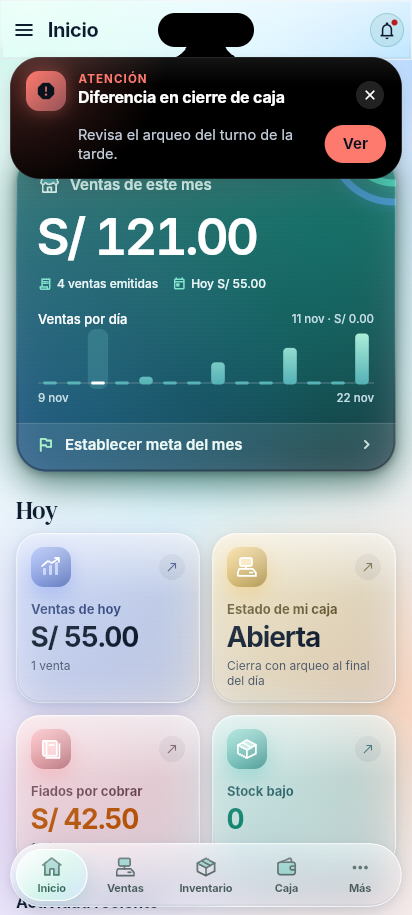 Inicio
ATENCIÓN
Diferencia en cierre de caja
Revisa el arqueo del turno de la
tarde.
Ver
Ventas de este mes
S/ 121.00
4 ventas emitidas
Hoy S/ 55.00
Ventas por día
11 nov · S/ 0.00
9 nov
22 nov
Establecer meta del mes
Hoy
Ventas de hoy
S/ 55.00
1 venta
Estado de mi caja
Abierta
Cierra con arqueo al final
del día
Fiados por cobrar
S/ 42.50
Stock bajo
0
Inicio
Ventas
Inventario
Caja
Más